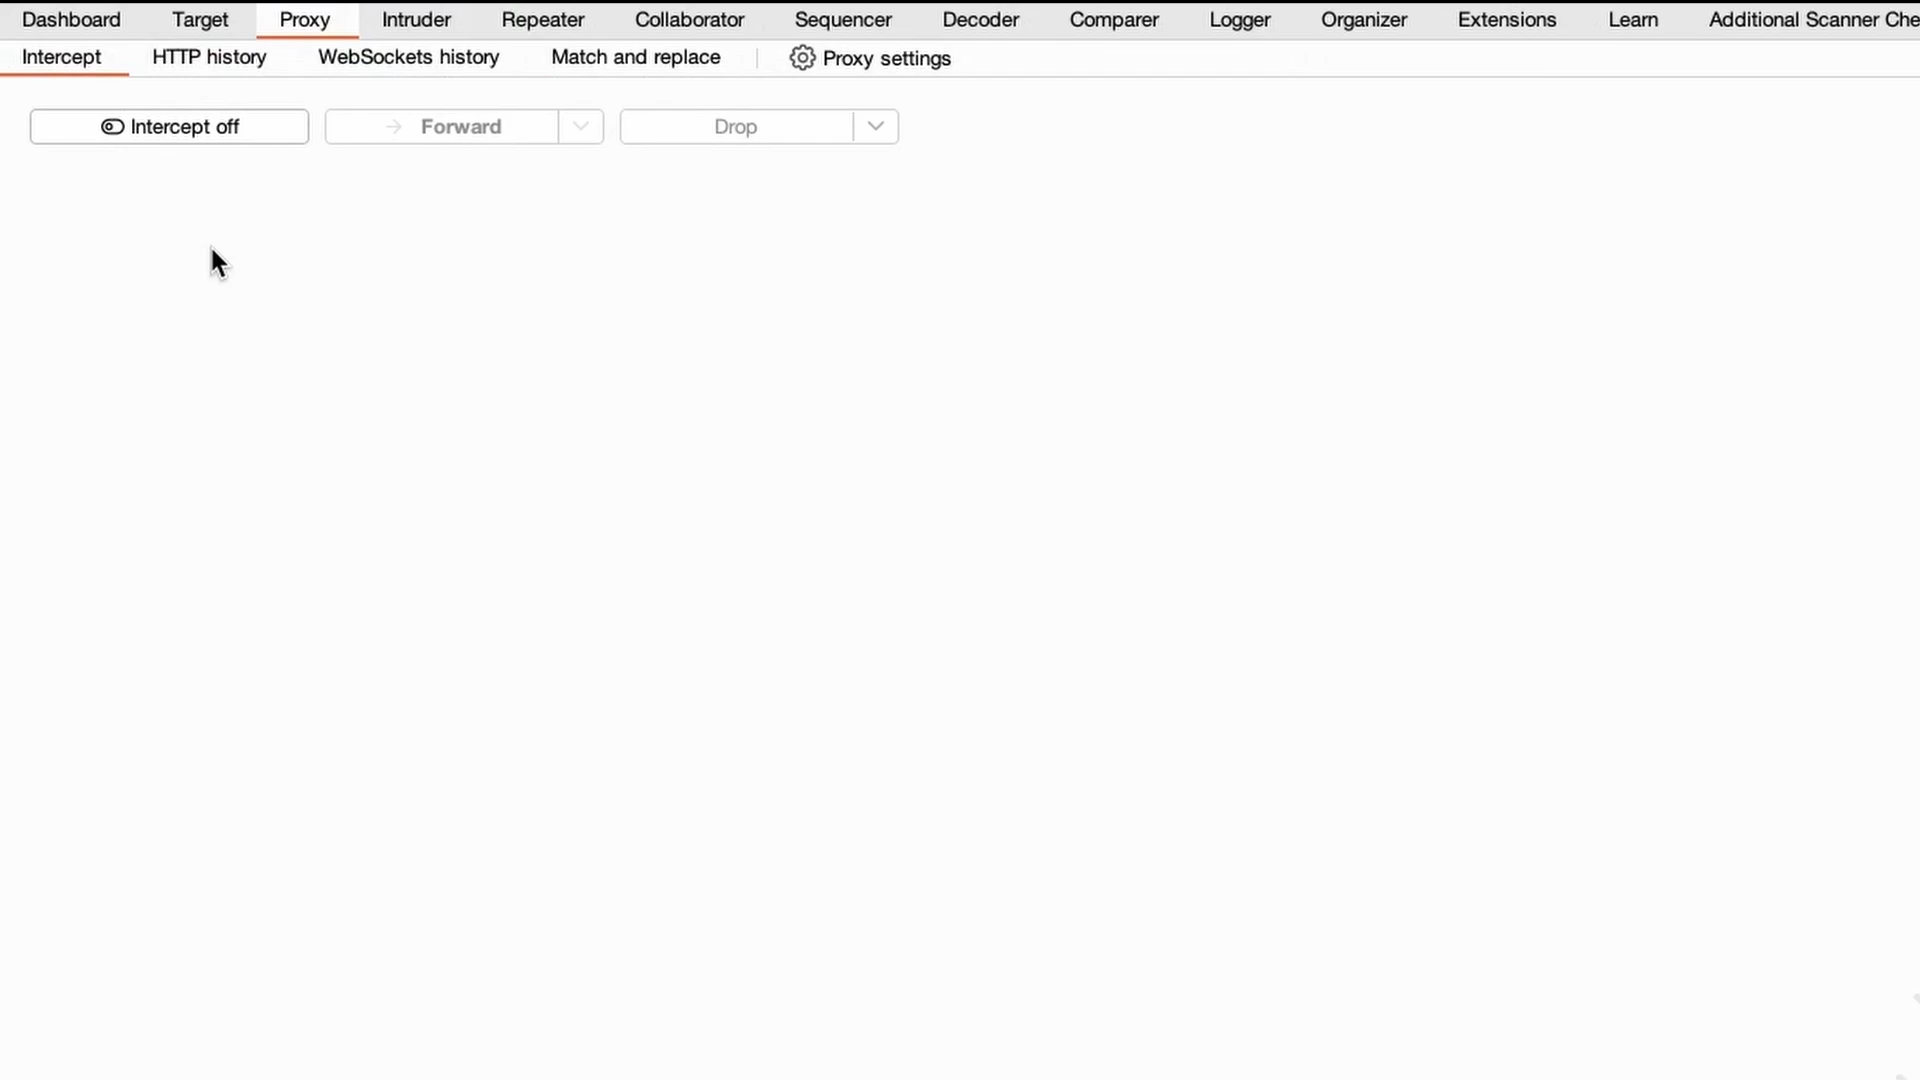 Dashboard Target Proxy Intruder Repeater Collaborator Sequencer Decoder Comparer Logger Organizer Extensions Learn Additional Scanner Che
Intercept HTTP history WebSockets history Match and replace Proxy settings
Intercept off Forward Drop